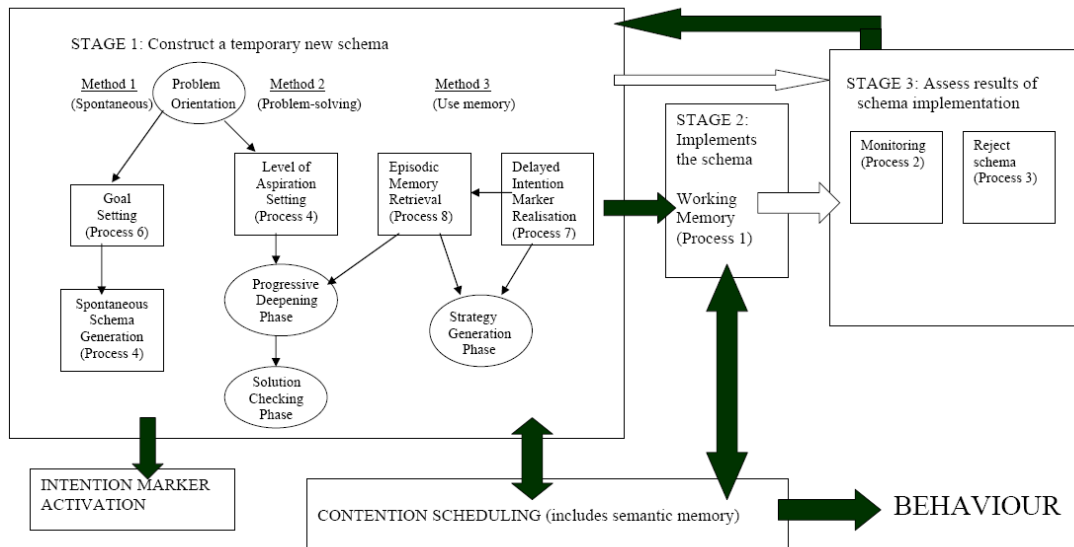 STAGE 1: Construct a temporary new schema
Method 1
(Spontaneous)
Problem
Orientation
Method 2
(Problem-solving)
Method 3
(Use memory)
Goal
Setting
(Process 6)
Spontaneous
Schema
Generation
(Process 4)
Level of
Aspiration
Setting
(Process 4)
Progressive
Deepening
Phase
Solution
Checking
Phase
Episodic
Memory
Retrieval
(Process 8)
Delayed
Intention
Marker
Realisation
(Process 7)
Strategy
Generation
Phase
STAGE 2:
Implements
the schema
Working
Memory
(Process 1)
STAGE 3: Assess results of
schema implementation
Monitoring
(Process 2)
Reject
schema
(Process 3)
INTENTION MARKER
ACTIVATION
CONTENTION SCHEDULING (includes semantic memory)
BEHAVIOUR